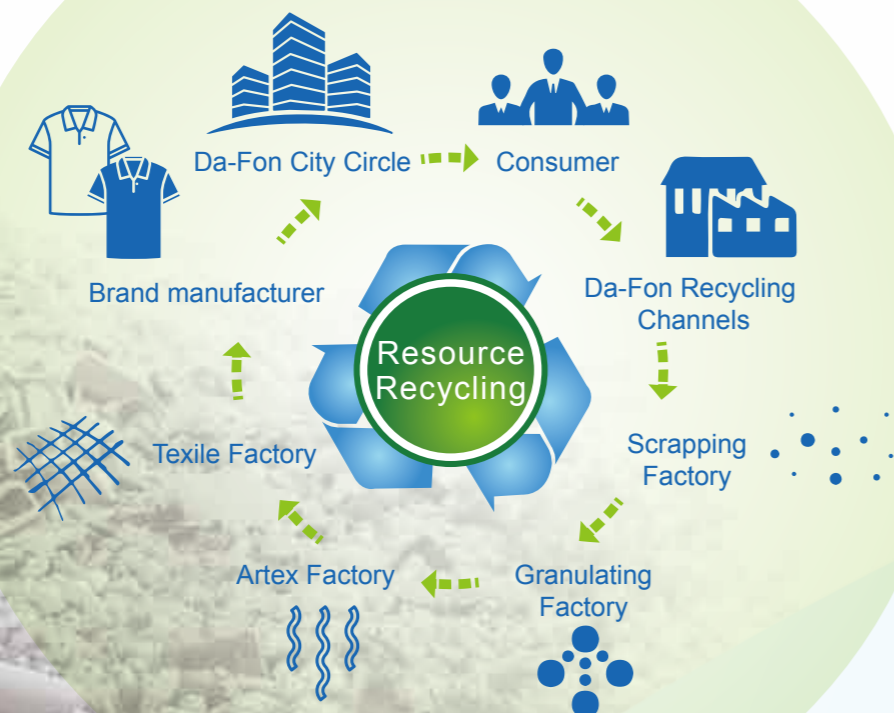 Da-Fon City Circle
Consumer
Brand manufacturer
Da-Fon Recycling
Channels
Resource
Recycling
Texile Factory
Scrapping
Factory
Artex Factory
Granulating
Factory